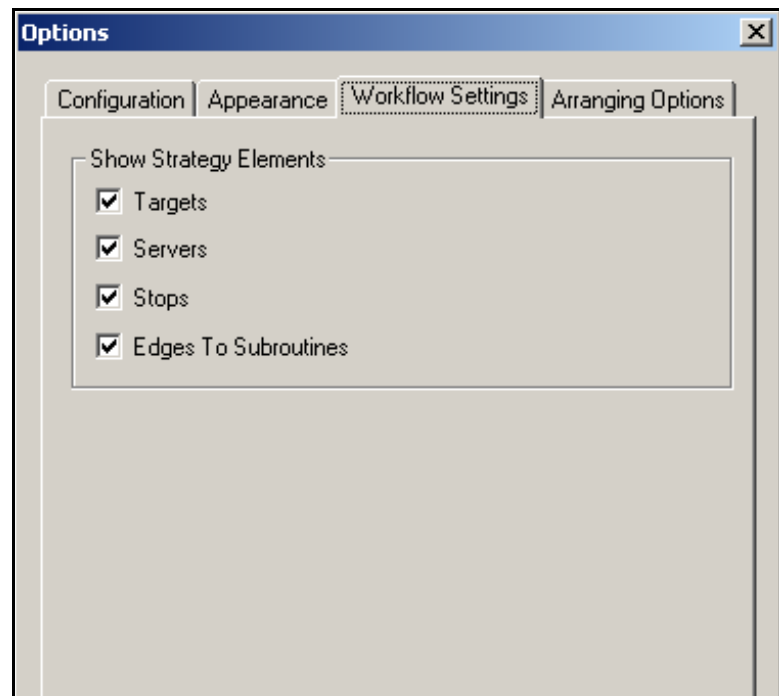 Options
Configuration Appearance Workflow Settings Arranging Options
Show Strategy Elements
Targets
Servers
Stops
Edges To Subroutines